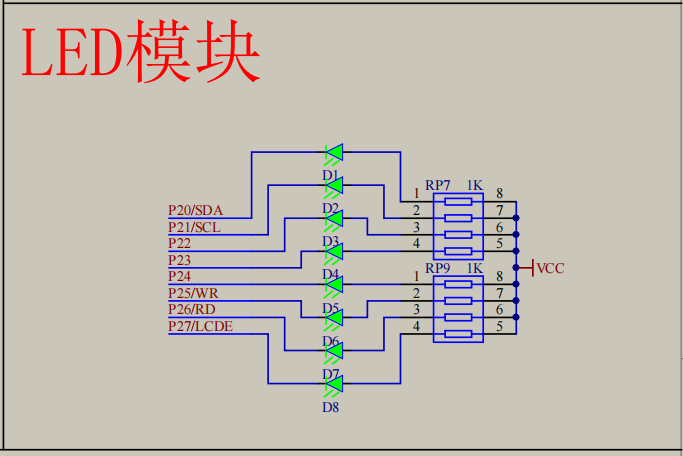 LED模块
D1
RP7 1K
1 8
P20/SDA
D2
2 7
P21/SCL
3 6
P22
D3
4 5
P23
RP9 1K
VCC
P24
D4
1 8
P25/WR
2 7
P26/RD
D5
3 6
P27/LCDE
4 5
D6
D7
D8